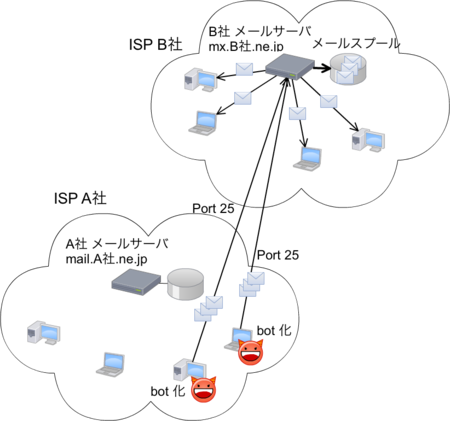 ISP B社
B社 メールサーバ
mx.B社.ne.jp
メールスプール
ISP A社
Port 25
A社 メールサーバ
mail.A社.ne.jp
Port 25
bot 化
bot 化